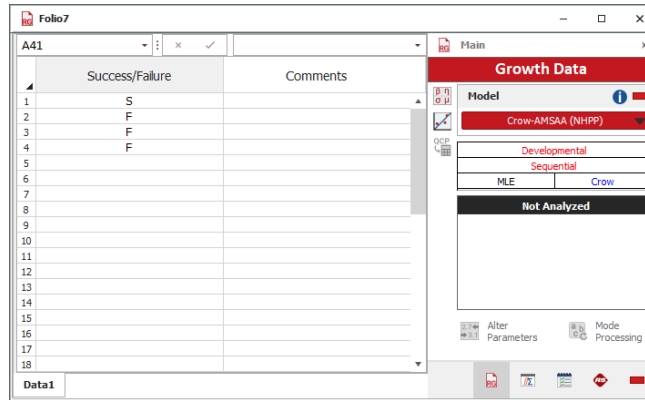 Folio7
A41
Success/Failure Comments
1 S
2 F
3 F
4 F
5
6
7
8
9
10
11
12
13
14
15
16
17
18
Data1
RG Main
Growth Data
β η
σ μ
Model
Crow-AMSAA (NHPP)
QCP
Developmental
Sequential
MLE Crow
Not Analyzed
Alter
Parameters
Mode
Processing